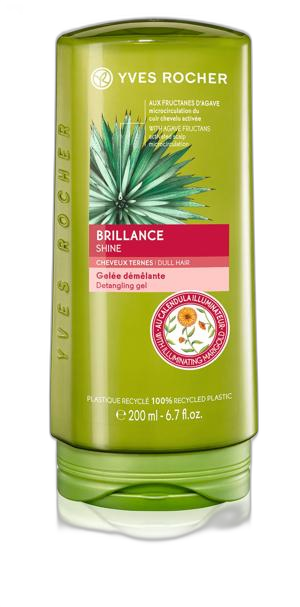 YVES ROCHER
AUX FRUCTANES D'AGAVE
microcirculation du
cuir chevelu activée
WITH AGAVE FRUCTANS
activated scalp
microcirculation
YVES ROCHER
BRILLANCE
SHINE
CHEVEUX TERNES | DULL HAIR
Gelée démêlante
Detangling gel
AU CALENDULA ILLUMINATEUR
WITH ILLUMINATING MARIGOLD
PLASTIQUE RECYCLÉ 100% RECYCLED PLASTIC
e 200 ml - 6.7 fl.oz.